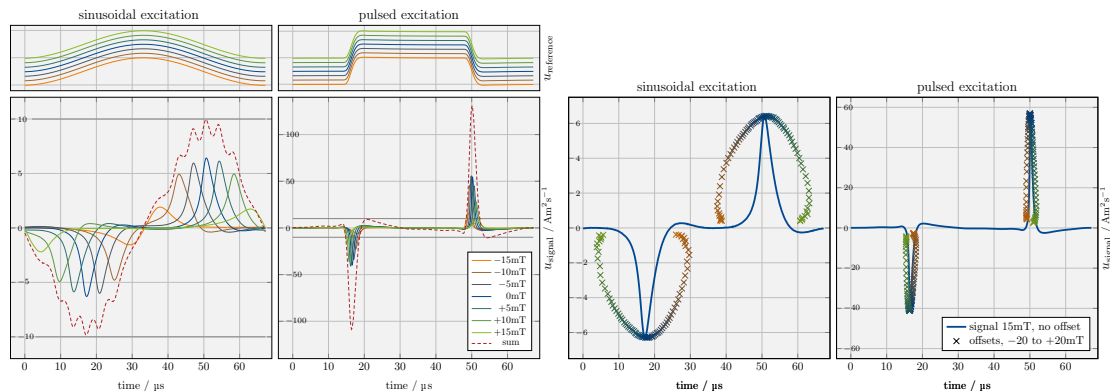 sinusoidal excitation
pulsed excitation
u_reference
10
5
0
−5
−10
100
50
0
−50
−100
u_signal / Am²s⁻¹
−15mT
−10mT
−5mT
0mT
+5mT
+10mT
+15mT
sum
0 10 20 30 40 50 60
0 10 20 30 40 50 60
time / µs
time / µs
sinusoidal excitation
pulsed excitation
6
4
2
0
−2
−4
−6
60
40
20
0
−20
−40
−60
u_signal / Am²s⁻¹
signal 15mT, no offset
offsets, −20 to +20mT
0 10 20 30 40 50 60
0 10 20 30 40 50 60
time / µs
time / µs